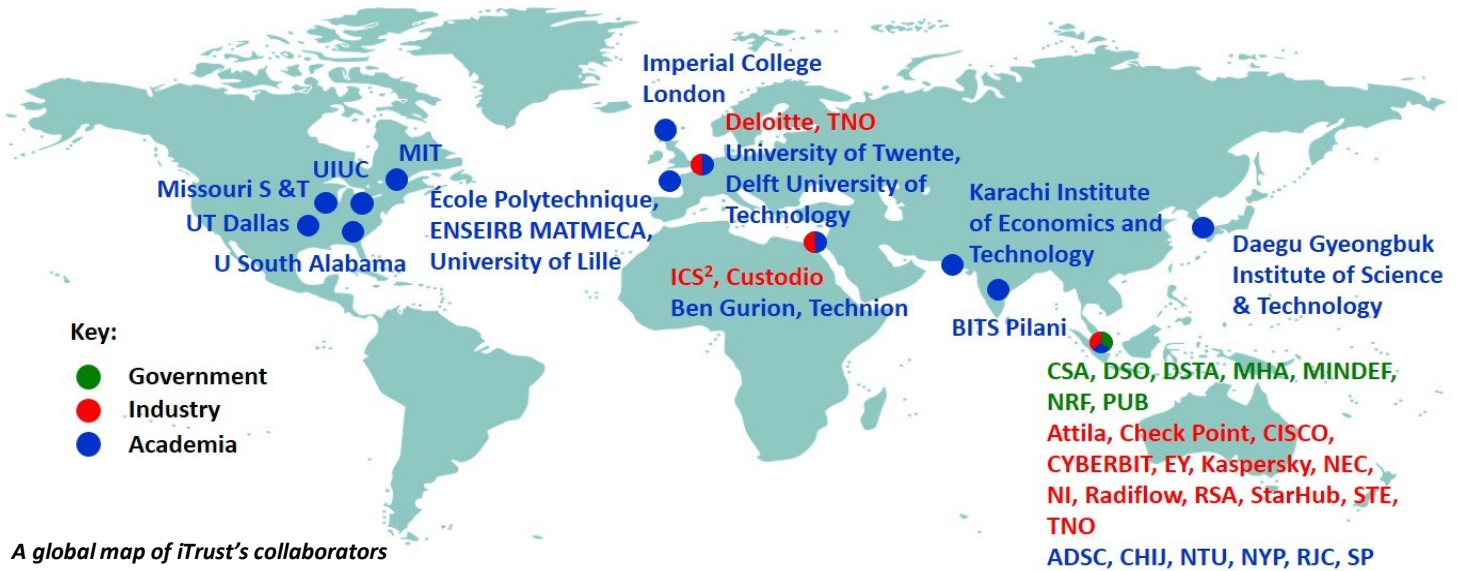 Imperial College
London
Deloitte, TNO
University of Twente,
Delft University of
Technology
MIT
UIUC
Missouri S &T
UT Dallas
U South Alabama
École Polytechnique,
ENSEIRB MATMECA,
University of Lille
ICS², Custodio
Ben Gurion, Technion
Karachi Institute
of Economics and
Technology
BITS Pilani
Daegu Gyeongbuk
Institute of Science
& Technology
Key:
Government
Industry
Academia
CSA, DSO, DSTA, MHA, MINDEF,
NRF, PUB
Attila, Check Point, CISCO,
CYBERBIT, EY, Kaspersky, NEC,
NI, Radiflow, RSA, StarHub, STE,
TNO
ADSC, CHIJ, NTU, NYP, RJC, SP
A global map of iTrust's collaborators